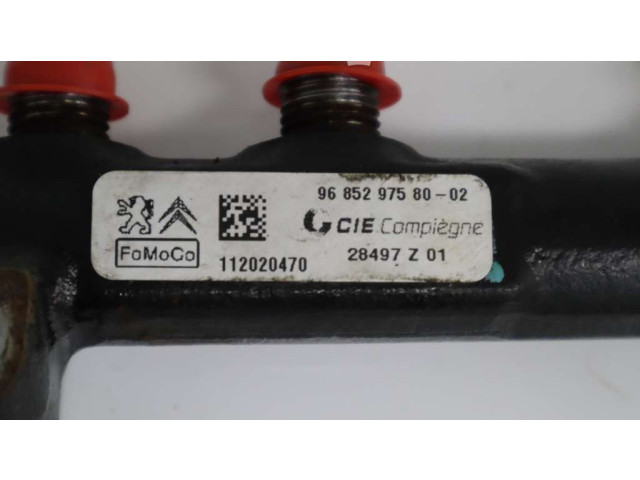 96 852 975 80-02
CIE Compiègne
FoMoCo
112020470
28497 Z 01